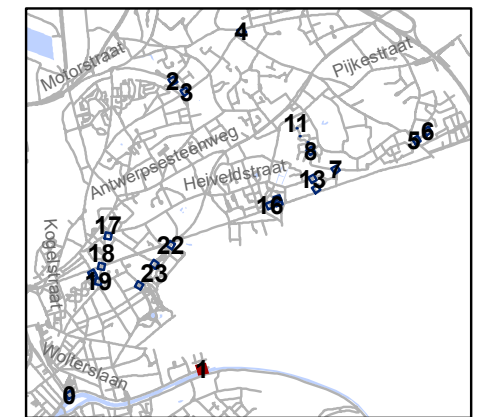 4
Motorstraat
Pijkestraat
2
3
11
6
5
Antwerpsesteenweg
8
Heiveldstraat
7
13
16
17
22
Kogelstraat
18
23
19
Wolterslaan
1